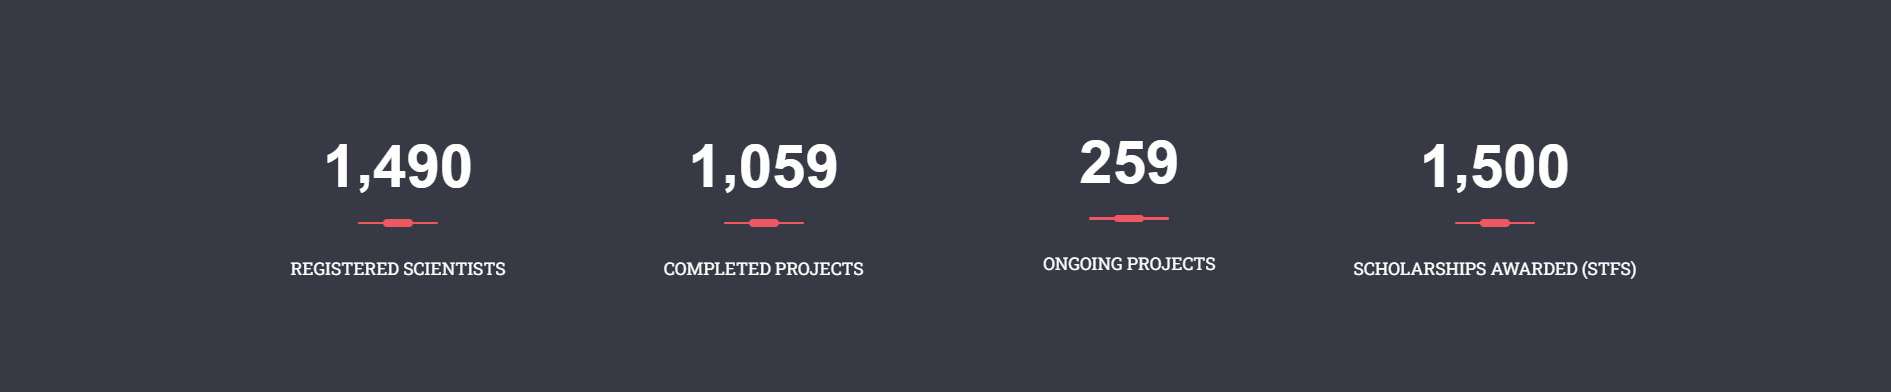 1,490
REGISTERED SCIENTISTS
1,059
COMPLETED PROJECTS
259
ONGOING PROJECTS
1,500
SCHOLARSHIPS AWARDED (STFS)